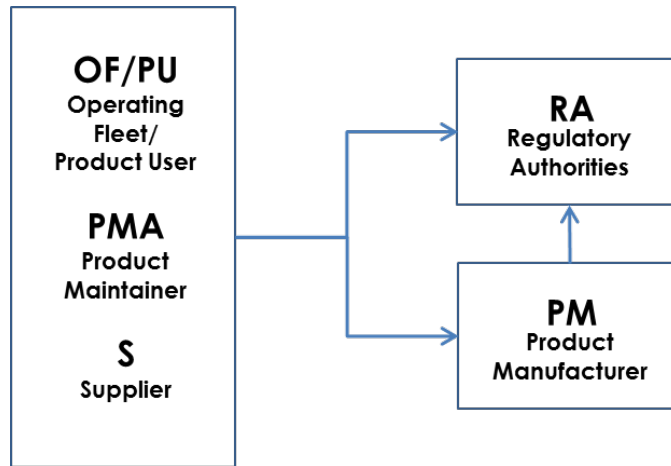 OF/PU
Operating
Fleet/
Product User
PMA
Product
Maintainer
S
Supplier
RA
Regulatory
Authorities
PM
Product
Manufacturer